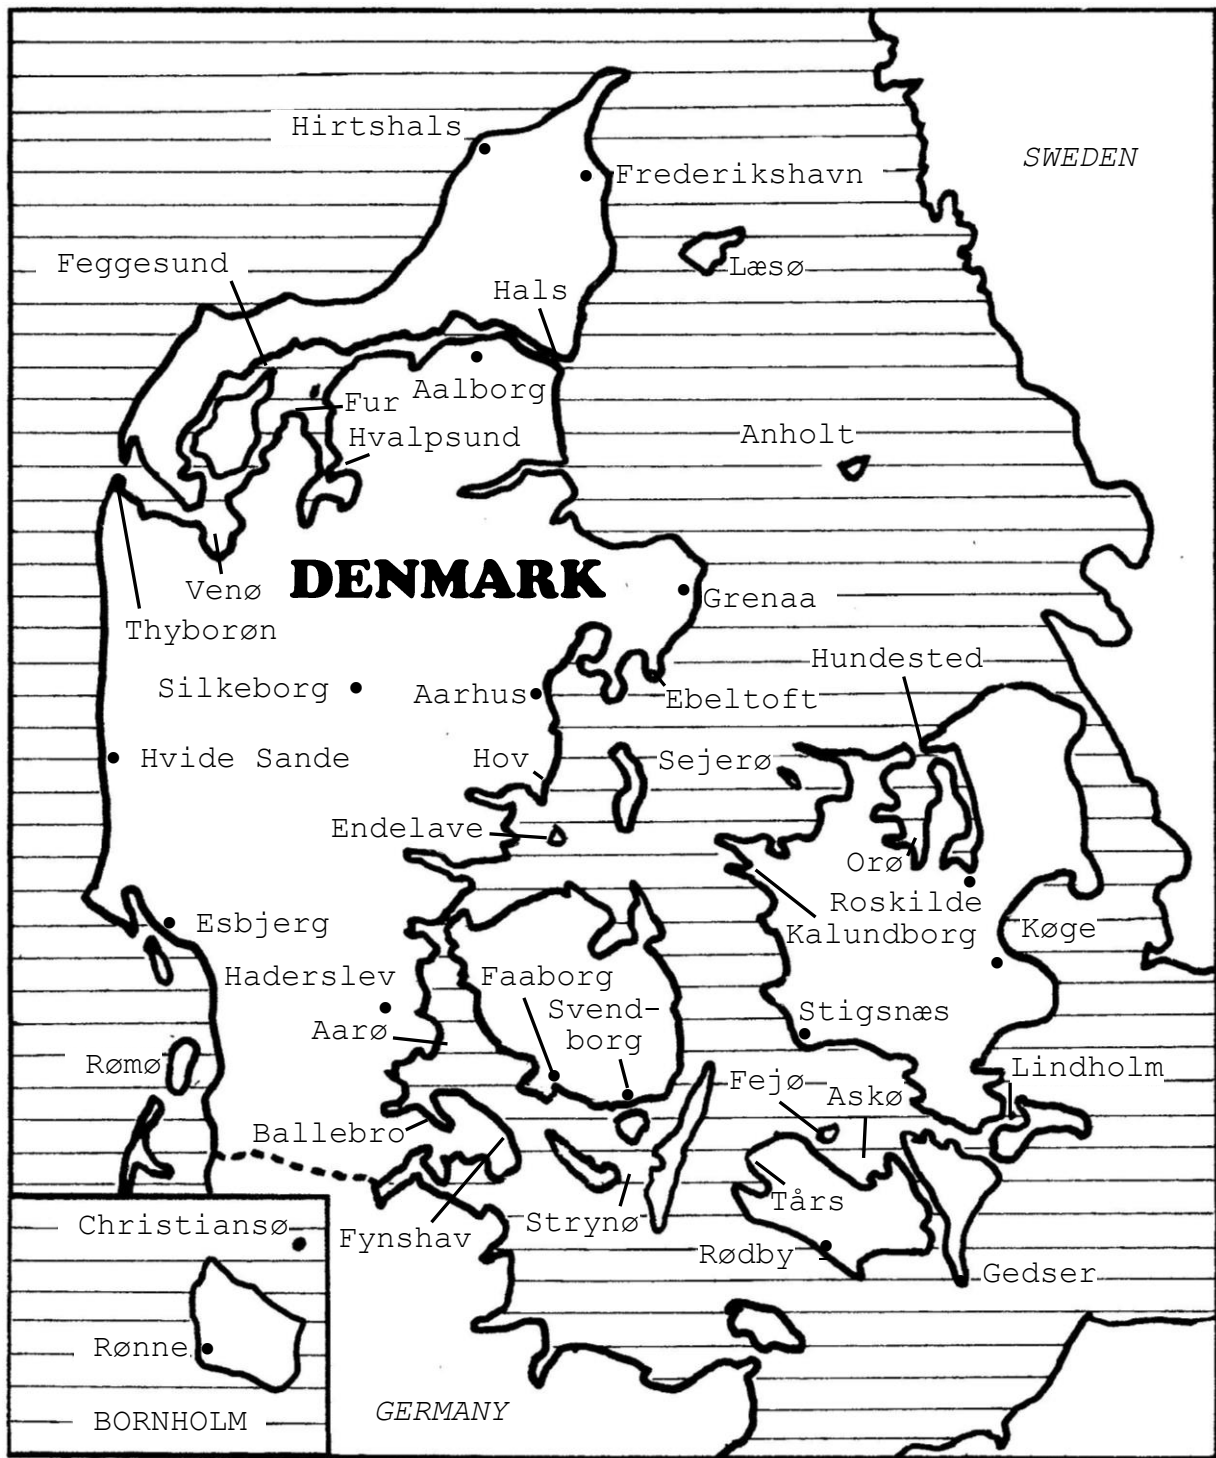 Hirtshals
SWEDEN
Frederikshavn
Feggesund
Læsø
Hals
Aalborg
Fur
Hvalpsund
Anholt
DENMARK
Venø
Grenaa
Thyborøn
Hundested
Silkeborg
Aarhus
Ebeltoft
Hvide Sande
Hov
Sejerø
Endelave
Orø
Roskilde
Esbjerg
Kalundborg
Køge
Haderslev
Faaborg
Svend-
borg
Stigsnæs
Aarø
Rømø
Lindholm
Fejø
Askø
Ballebro
Tårs
Christiansø
Fynshav
Strynø
Rødby
Gedser
Rønne
BORNHOLM
GERMANY